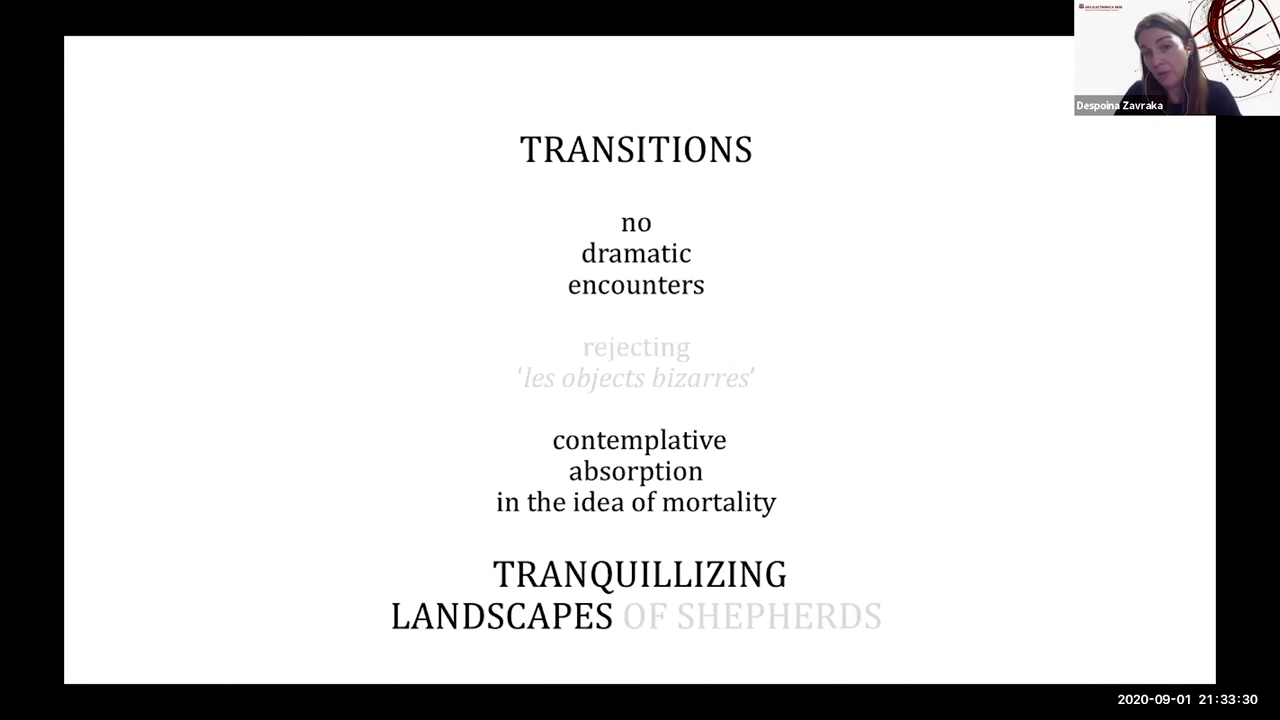 TRANSITIONS
no
dramatic
encounters
rejecting
‘les objects bizarres’
contemplative
absorption
in the idea of mortality
TRANQUILLIZING
LANDSCAPES OF SHEPHERDS
Despoina Zavraka
2020-09-01 21:33:30